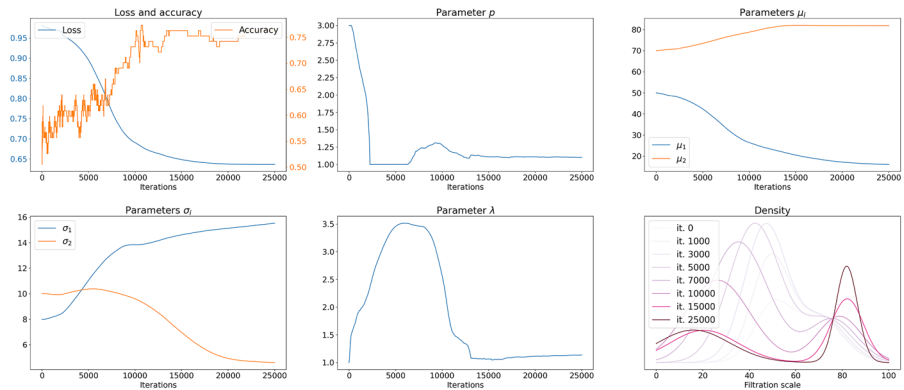 Loss and accuracy
Loss
Accuracy
0.95
0.90
0.85
0.80
0.75
0.70
0.65
0.75
0.70
0.65
0.60
0.55
0.50
0 5000 10000 15000 20000 25000
Iterations
Parameter p
3.00
2.75
2.50
2.25
2.00
1.75
1.50
1.25
1.00
0 5000 10000 15000 20000 25000
Iterations
Parameters μl
80
70
60
50
40
30
20
μ1
μ2
0 5000 10000 15000 20000 25000
Iterations
Parameters σl
σ1
σ2
16
14
12
10
8
6
0 5000 10000 15000 20000 25000
Iterations
Parameter λ
3.5
3.0
2.5
2.0
1.5
1.0
0 5000 10000 15000 20000 25000
Iterations
Density
it. 0
it. 1000
it. 3000
it. 5000
it. 7000
it. 10000
it. 15000
it. 25000
0 20 40 60 80 100
Filtration scale